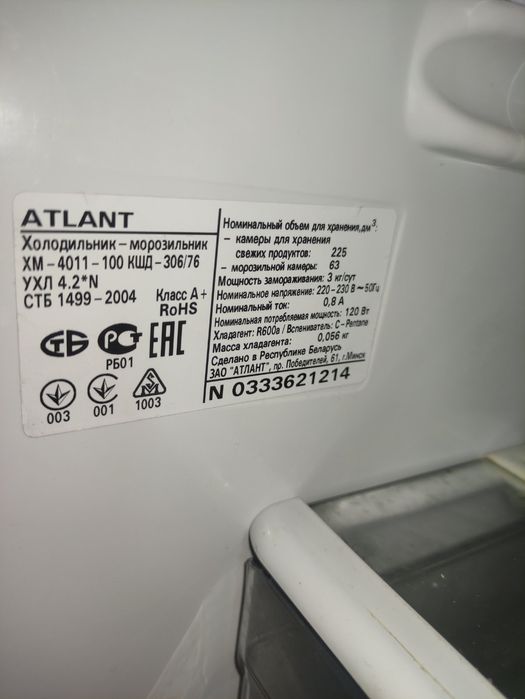 ATLANT
Холодильник – морозильник
ХМ – 4011 – 100 КШД – 306/76
УХЛ 4.2*N
СТБ 1499 – 2004 Класс А+
RoHS
СТБ РСТ EAC
РБ01
003 001 1003
Номинальный объем для хранения, дм³:
– камеры для хранения
свежих продуктов: 225
– морозильной камеры: 63
Мощность замораживания: 3 кг/сут
Номинальное напряжение: 220 – 230 В ~ 50Гц
Номинальный ток: 0,8 А
Номинальная потребляемая мощность: 120 Вт
Хладагент: R600a / Вспениватель: C – Pentane
Масса хладагента: 0,056 кг
Сделано в Республике Беларусь
ЗАО "АТЛАНТ", пр. Победителей, 61, г.Минск
N 0333621214